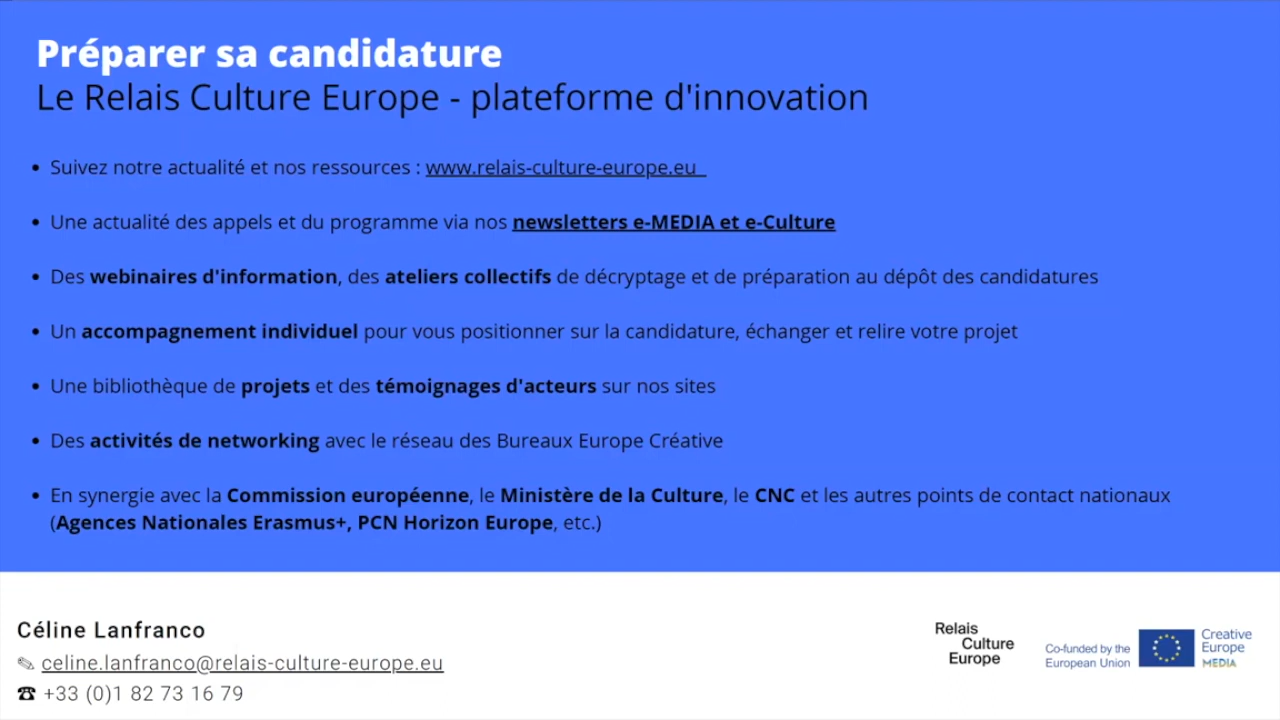 Préparer sa candidature
Le Relais Culture Europe - plateforme d'innovation
• Suivez notre actualité et nos ressources : www.relais-culture-europe.eu
• Une actualité des appels et du programme via nos newsletters e-MEDIA et e-Culture
• Des webinaires d'information, des ateliers collectifs de décryptage et de préparation au dépôt des candidatures
• Un accompagnement individuel pour vous positionner sur la candidature, échanger et relire votre projet
• Une bibliothèque de projets et des témoignages d'acteurs sur nos sites
• Des activités de networking avec le réseau des Bureaux Europe Créative
• En synergie avec la Commission européenne, le Ministère de la Culture, le CNC et les autres points de contact nationaux
(Agences Nationales Erasmus+, PCN Horizon Europe, etc.)
Céline Lanfranco
✎ celine.lanfranco@relais-culture-europe.eu
☎ +33 (0)1 82 73 16 79
Relais
Culture
Europe
Co-funded by the
European Union
Creative
Europe
MEDIA